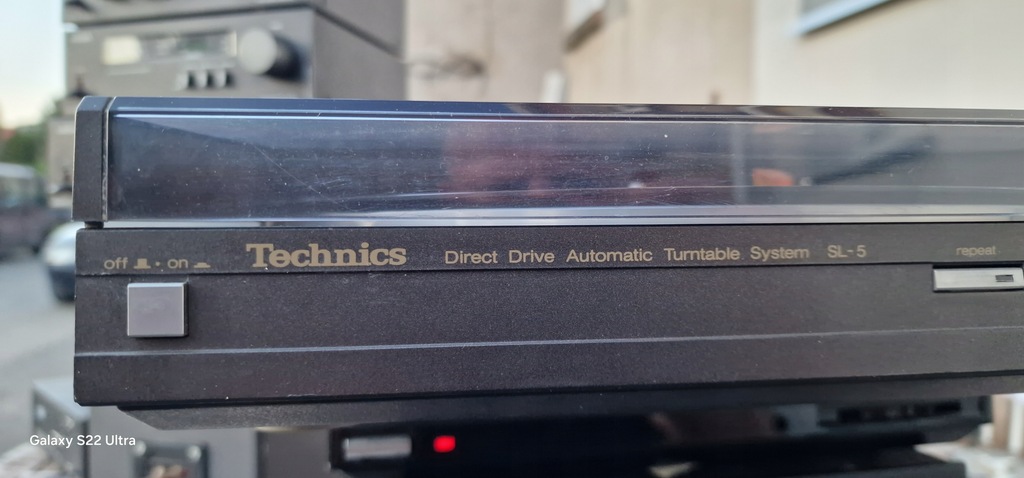 off · on Technics Direct Drive Automatic Turntable System SL-5 repeat
Galaxy S22 Ultra